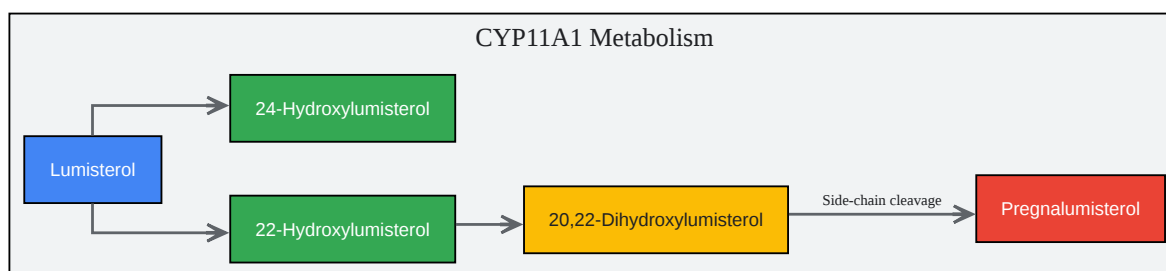 CYP11A1 Metabolism
24-Hydroxylumisterol
Lumisterol
22-Hydroxylumisterol
20,22-Dihydroxylumisterol
Side-chain cleavage
Pregnalumisterol